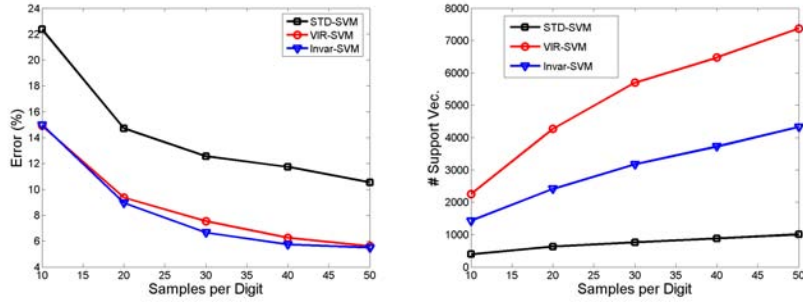 24
22
20
18
16
14
12
10
8
6
4
Error (%)
STD-SVM
VIR-SVM
Invar-SVM
10 15 20 25 30 35 40 45 50
Samples per Digit
8000
7000
6000
5000
4000
3000
2000
1000
0
# Support Vec.
STD-SVM
VIR-SVM
Invar-SVM
10 15 20 25 30 35 40 45 50
Samples per Digit